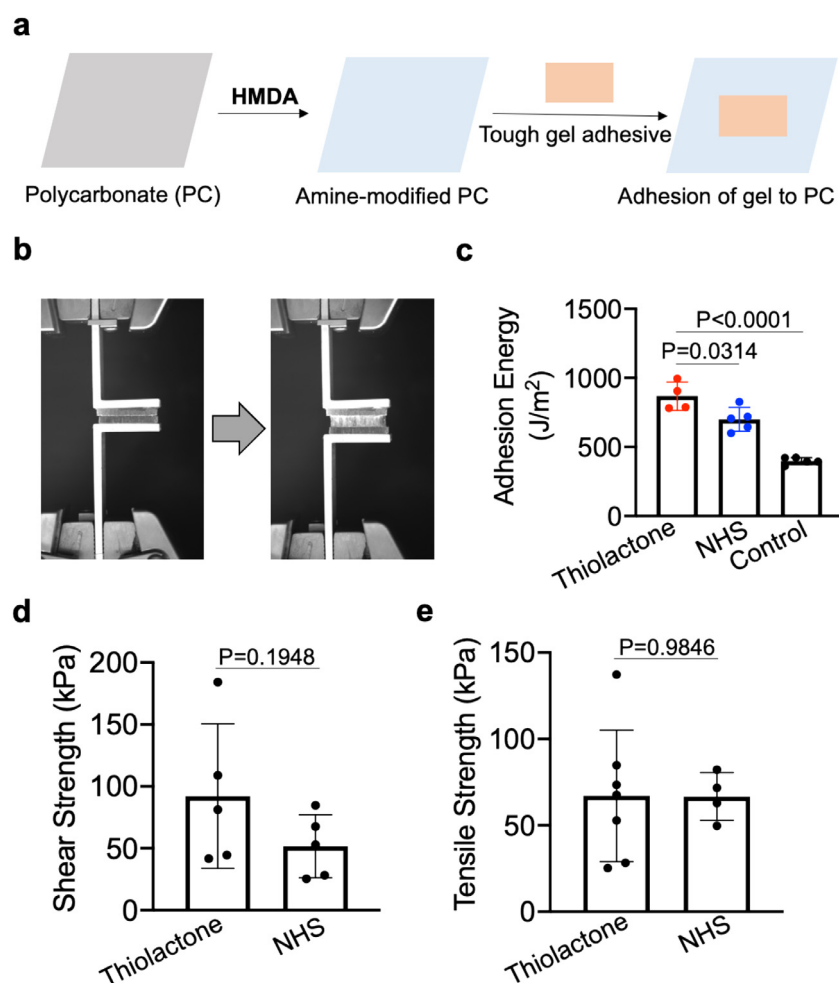 a
HMDA
Tough gel adhesive
Polycarbonate (PC)
Amine-modified PC
Adhesion of gel to PC
b
c
Adhesion Energy
(J/m²)
1500
1000
500
0
P<0.0001
P=0.0314
Thiolactone
NHS
Control
d
Shear Strength (kPa)
200
150
100
50
0
P=0.1948
Thiolactone
NHS
e
Tensile Strength (kPa)
150
100
50
0
P=0.9846
Thiolactone
NHS